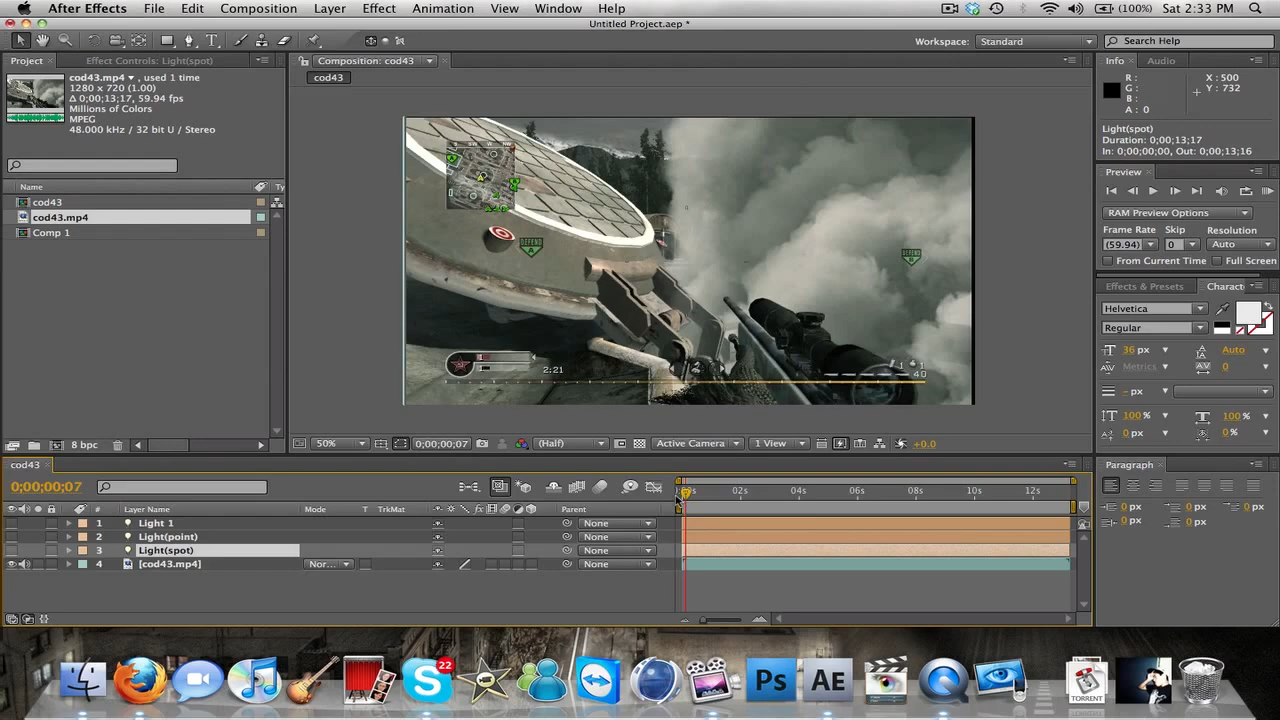 After Effects File Edit Composition Layer Effect Animation View Window Help (100%) Sat 2:33 PM
Untitled Project.aep *
Workspace: Standard Search Help
Project Effect Controls: Light(spot)
cod43.mp4 , used 1 time
1280 x 720 (1.00)
Δ 0;00;13;17, 59.94 fps
Millions of Colors
MPEG
48.000 kHz / 32 bit U / Stereo
Name Ty
cod43
cod43.mp4
Comp 1
8 bpc
Composition: cod43
cod43
DEFEND
DEFEND
2:21
40
50% 0;00;00;07 (Half) Active Camera 1 View +0.0
Info Audio
R : X : 500
G : Y : 732
B :
A : 0
Light(spot)
Duration: 0;00;13;17
In: 0;00;00;00, Out: 0;00;13;16
Preview
RAM Preview Options
Frame Rate Skip Resolution
(59.94) 0 Auto
From Current Time Full Screen
Effects & Presets Charact
Helvetica
Regular
36 px Auto
Metrics 0
- px
100 % 100 %
0 px 0 %
Paragraph
0 px 0 px 0 px
0 px 0 px
cod43
0;00;00;07
02s 04s 06s 08s 10s 12s
# Layer Name Mode T TrkMat Parent
1 Light 1 None
2 Light(point) None
3 Light(spot) None
4 [cod43.mp4] Nor... None
22
Ps AE
TORRENT